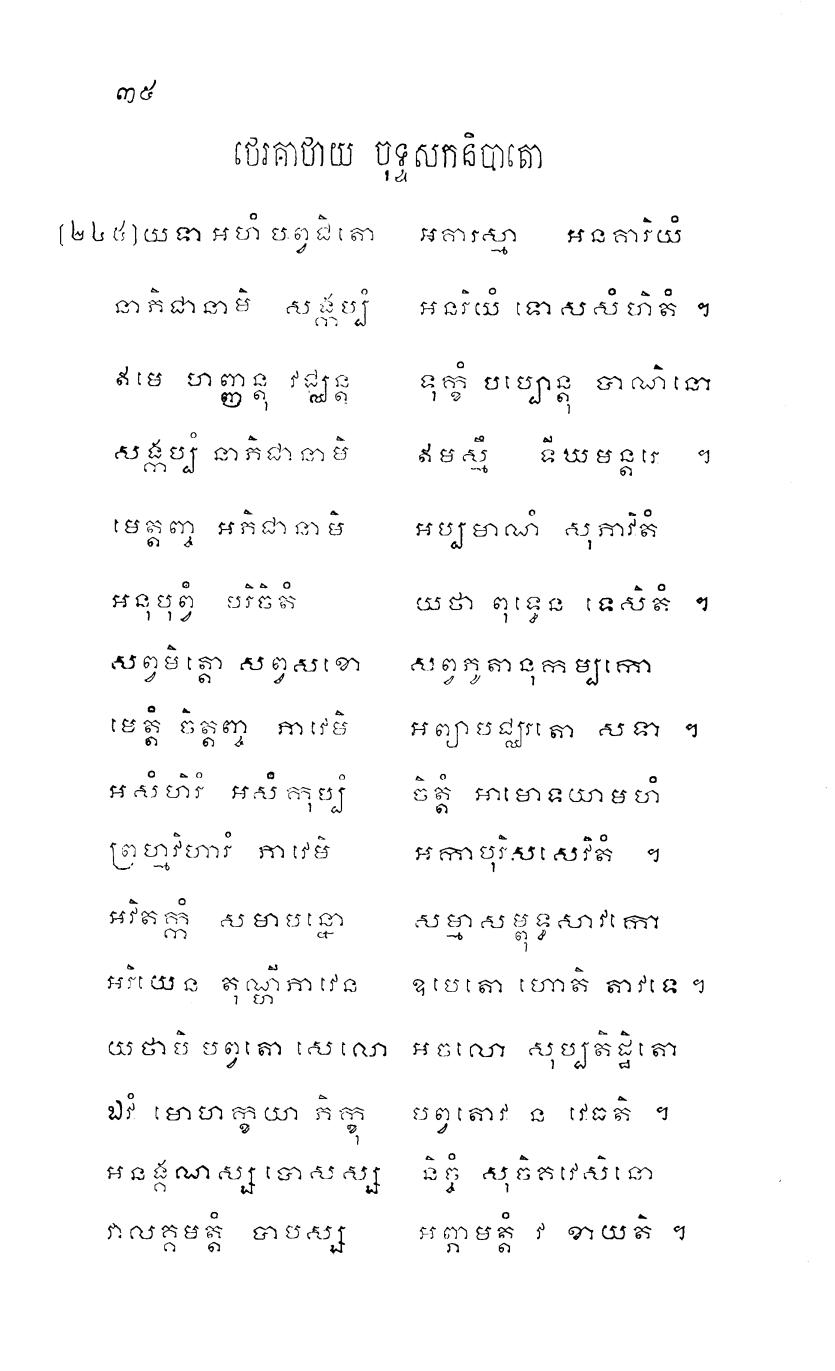 ៣៥
ថេរគាថាយ ចុទ្ទសកនិបាតោ
[២៤៥] យទា អហំ បព្វជិតោ អគារស្មា អនគារិយំ
នាភិជានាមិ សង្កប្បំ អនរិយំ ទោសសំហិតំ ។
ឥមេ ហញ្ញន្តុ វជ្ឈន្តុ ទុក្ខំ បប្បោន្តុ បាណិនោ
សង្កប្បំ នាភិជានាមិ ឥមស្មឹ ទីឃមន្តរេ ។
មេត្តញ្ច អភិជានាមិ អប្បមាណំ សុភាវិតំ
អនុបុព្វំ បរិចិតំ យថា ពុទ្ធេន ទេសិតំ ។
សព្វមិត្តោ សព្វសខោ សព្វភូតានុកម្បកោ
មេត្តំ ចិត្តញ្ច ភាវេមិ អព្យាបជ្ឈរតោ សទា ។
អសំហិរំ អសំកុប្បំ ចិត្តំ អាមោទយាមហំ
ព្រហ្មវិហារំ ភាវេមិ អកាបុរិសសេវិតំ ។
អវិតក្កំ សមាបន្នោ សម្មាសម្ពុទ្ធសាវកោ
អរិយេន តុណ្ហីភាវេន ឧបេតោ ហោតិ តាវទេ ។
យថាបិ បព្វតោ សេលោ អចលោ សុប្បតិដ្ឋិតោ
ឯវំ មោហក្ខយា ភិក្ខុ បព្វតោវ ន វេធតិ ។
អនង្គណស្ស បោសស្ស និច្ចំ សុចិគវេសិនោ
វាលគ្គមត្តំ បាបស្ស អព្ភាមត្តំ វ ខាយតិ ។